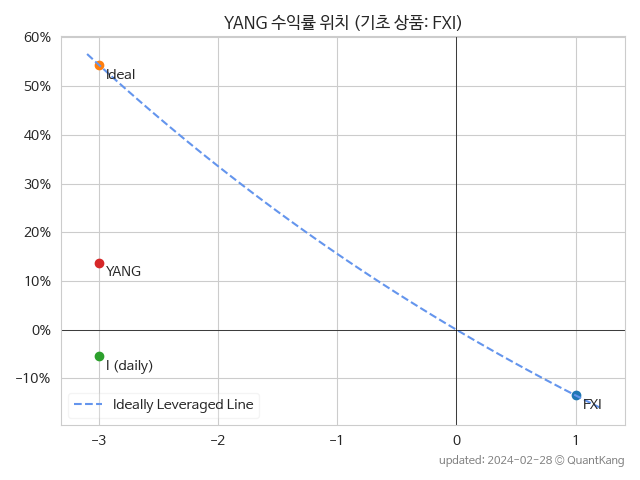 YANG 수익률 위치 (기초 상품: FXI)
60%
50%
40%
30%
20%
10%
0%
−10%
Ideal
YANG
I (daily)
FXI
Ideally Leveraged Line
−3
−2
−1
0
1
updated: 2024-02-28 © QuantKang